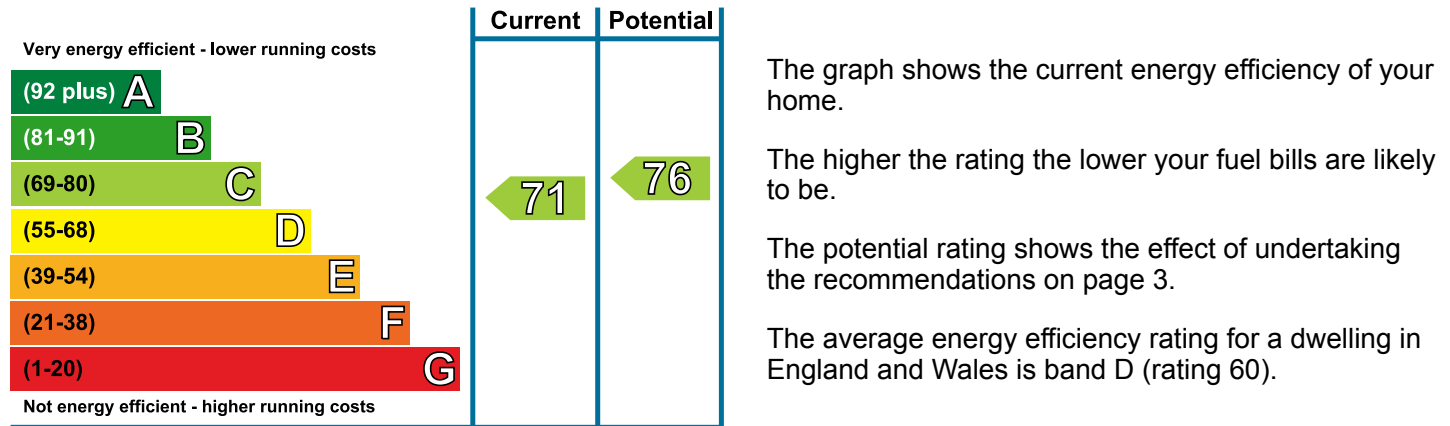 Current Potential
Very energy efficient - lower running costs
(92 plus) A
(81-91) B
(69-80) C
(55-68) D
(39-54) E
(21-38) F
(1-20) G
Not energy efficient - higher running costs
71
76
The graph shows the current energy efficiency of your
home.
The higher the rating the lower your fuel bills are likely
to be.
The potential rating shows the effect of undertaking
the recommendations on page 3.
The average energy efficiency rating for a dwelling in
England and Wales is band D (rating 60).